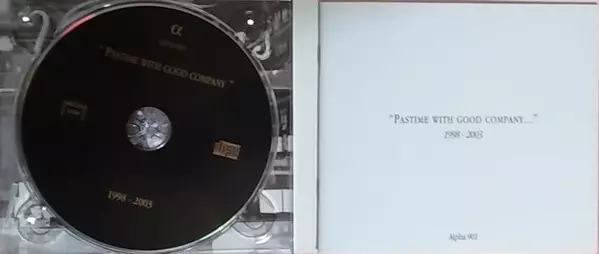 α
"PASTIME WITH GOOD COMPANY"
1998 - 2003
"PASTIME WITH GOOD COMPANY..."
1998 - 2003
Alpha 901